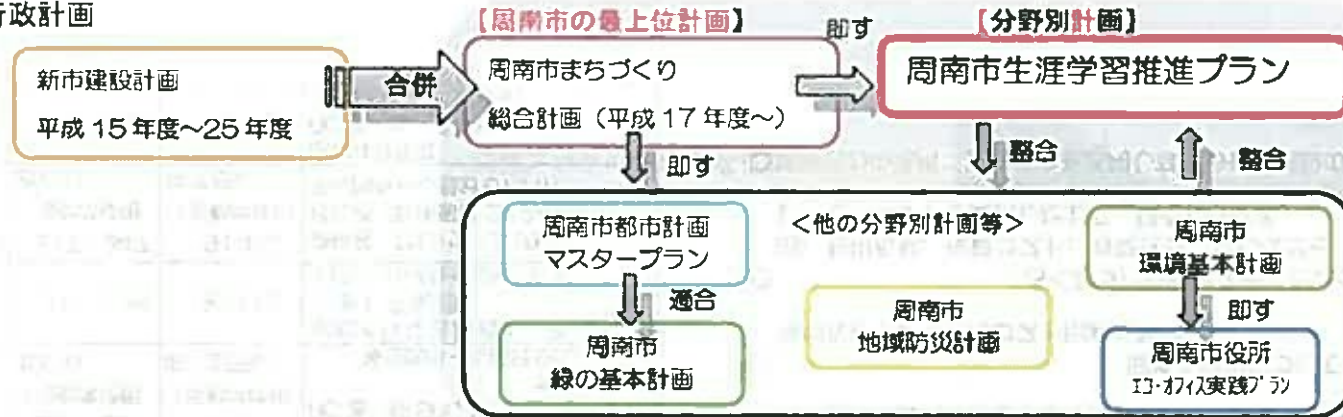 行政計画
【周南市の最上位計画】
即す
【分野別計画】
新市建設計画
平成 15 年度～25 年度
合併
周南市まちづくり
総合計画（平成 17 年度～）
周南市生涯学習推進プラン
即す
整合
整合
周南市都市計画
マスタープラン
＜他の分野別計画等＞
周南市
環境基本計画
適合
周南市
地域防災計画
即す
周南市
緑の基本計画
周南市役所
エコ・オフィス実践プラン